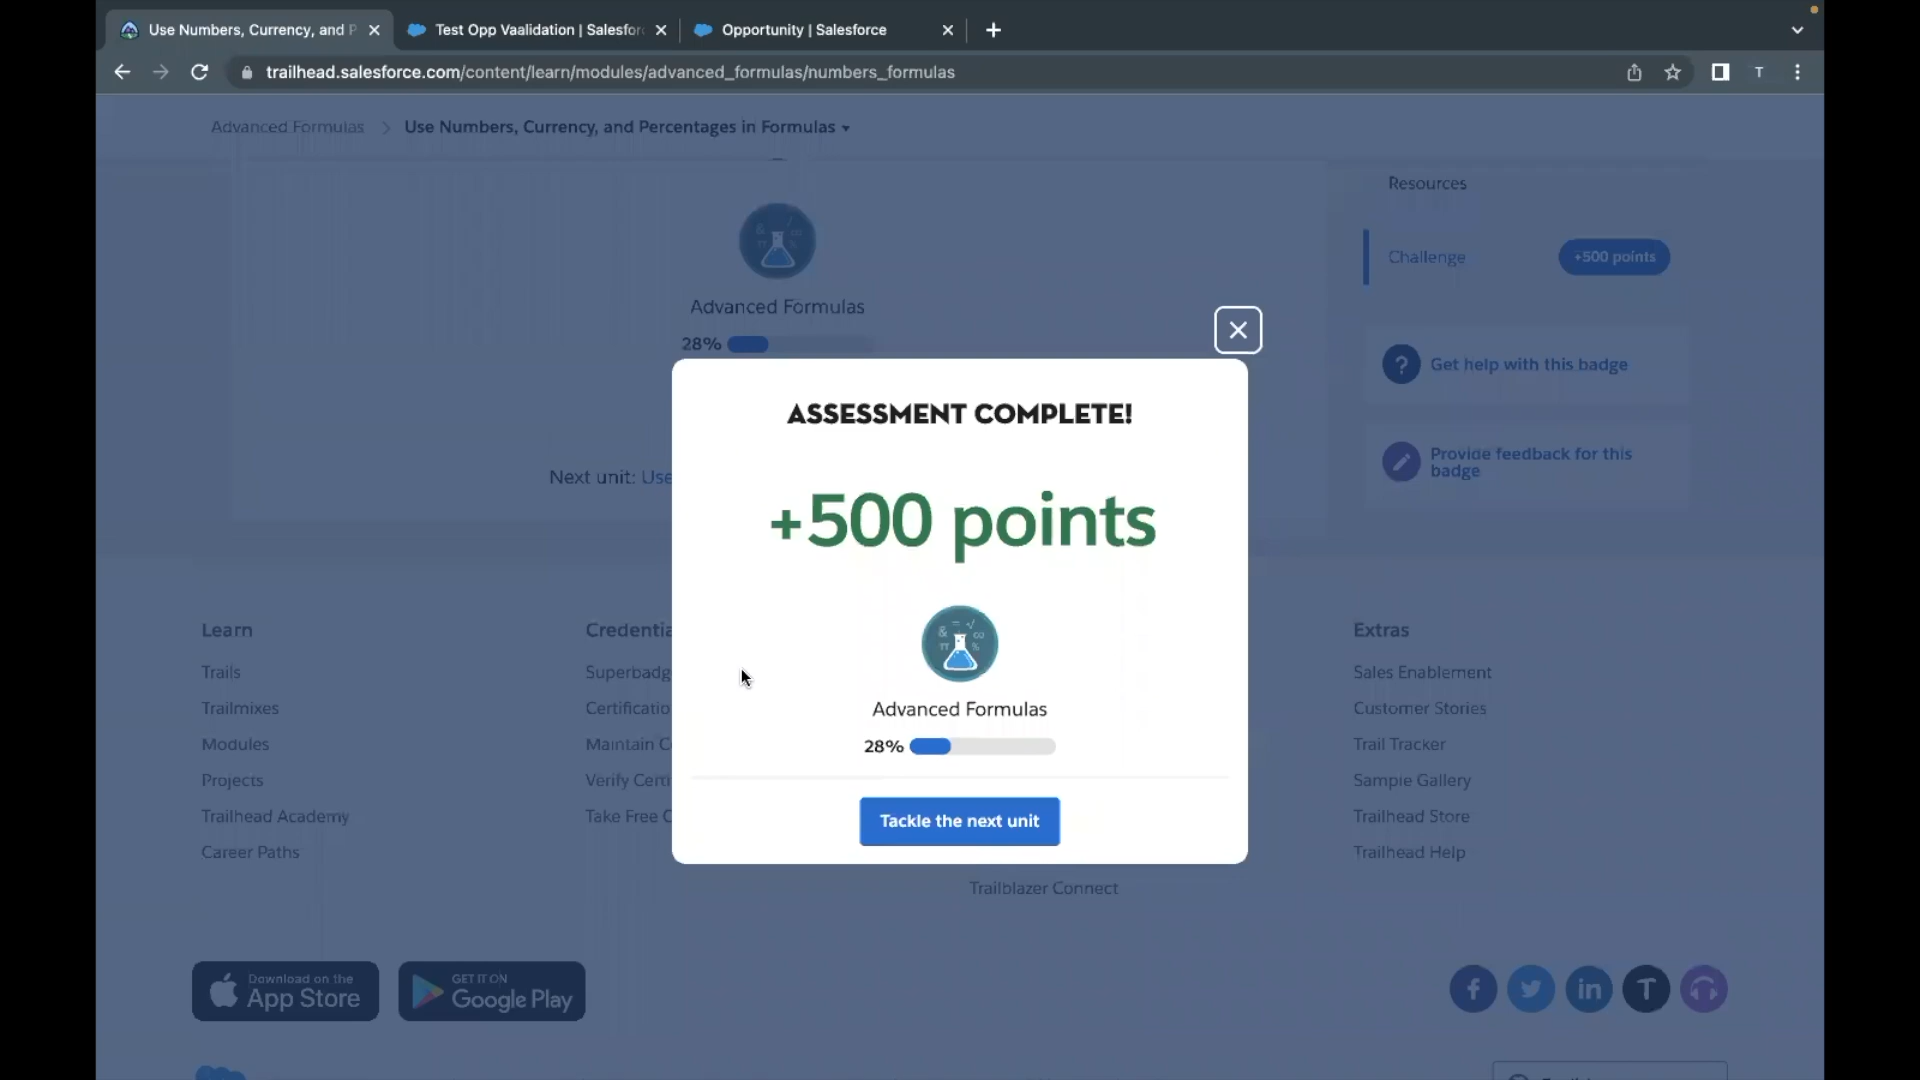 Use Numbers, Currency, and P
Test Opp Vaalidation | Salesforc
Opportunity | Salesforce
trailhead.salesforce.com/content/learn/modules/advanced_formulas/numbers_formulas
T
Advanced Formulas > Use Numbers, Currency, and Percentages in Formulas
Resources
Advanced Formulas
28%
Challenge
+500 points
Get help with this badge
Provide feedback for this
badge
Next unit: Use
ASSESSMENT COMPLETE!
+500 points
Advanced Formulas
28%
Tackle the next unit
Learn
Trails
Trailmixes
Modules
Projects
Trailhead Academy
Career Paths
Credentia
Superbadg
Certificatio
Maintain C
Verify Certi
Take Free C
Trailblazer Connect
Extras
Sales Enablement
Customer Stories
Trail Tracker
Sample Gallery
Trailhead Store
Trailhead Help
Download on the
App Store
GET IT ON
Google Play